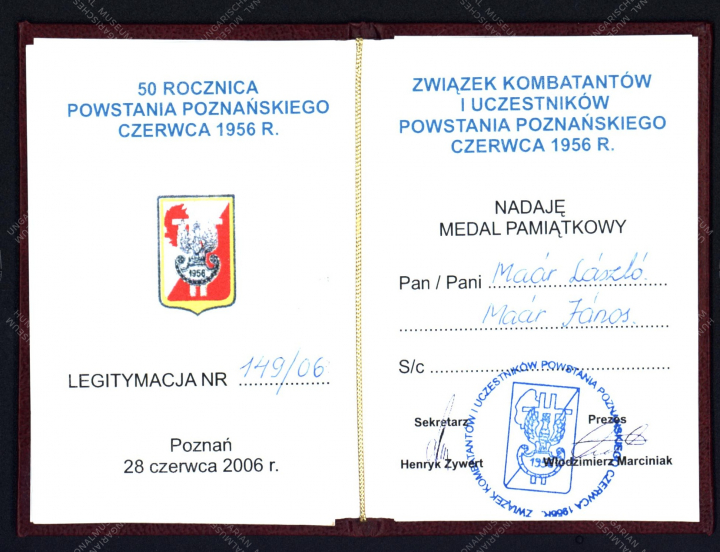 50 ROCZNICA
POWSTANIA POZNAŃSKIEGO
CZERWCA 1956 R.
1956
LEGITYMACJA NR 149/06
Poznań
28 czerwca 2006 r.
ZWIĄZEK KOMBATANTÓW
I UCZESTNIKÓW
POWSTANIA POZNAŃSKIEGO
CZERWCA 1956 R.
NADAJĘ
MEDAL PAMIĄTKOWY
Pan / Pani Maár László
Maár János
S/c
Sekretarz Prezes
Henryk Zywert Włodzimierz Marciniak
ZWIĄZEK KOMBATANTÓW I UCZESTNIKÓW POWSTANIA POZNAŃSKIEGO CZERWCA 1956r.